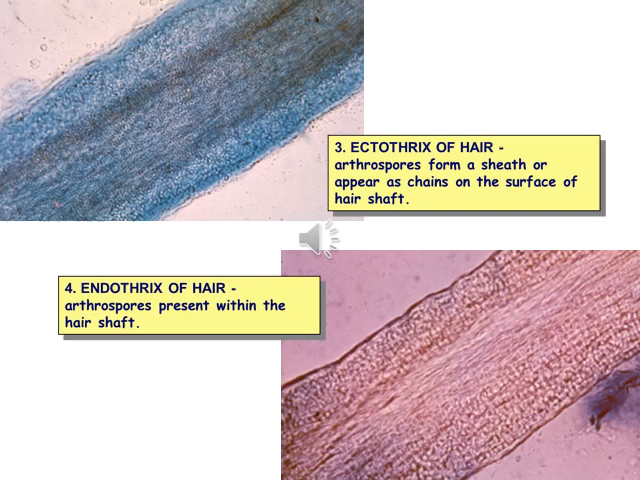 3. ECTOTHRIX OF HAIR -
arthrospores form a sheath or
appear as chains on the surface of
hair shaft.
4. ENDOTHRIX OF HAIR -
arthrospores present within the
hair shaft.